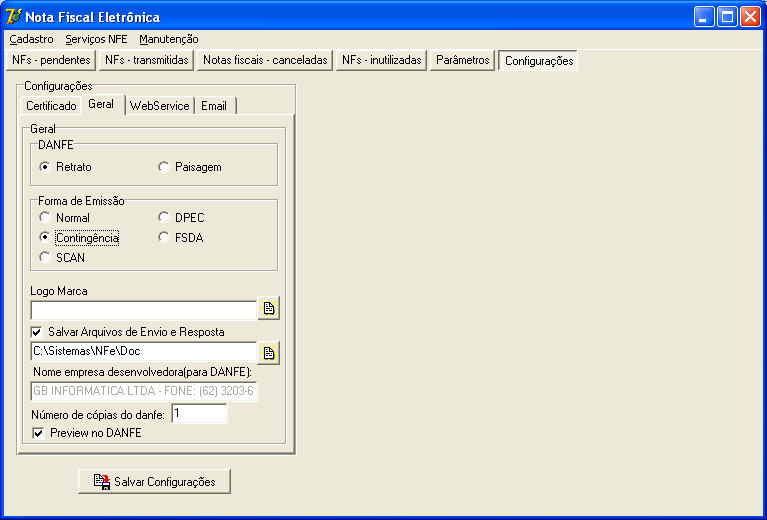 Nota Fiscal Eletrônica
Cadastro Serviços NFE Manutenção
NFs - pendentes NFs - transmitidas Notas fiscais - canceladas NFs - inutilizadas Parâmetros Configurações
Configurações
Certificado Geral WebService Email
Geral
DANFE
Retrato Paisagem
Forma de Emissão
Normal DPEC
Contingência FSDA
SCAN
Logo Marca
Salvar Arquivos de Envio e Resposta
C:\Sistemas\NFe\Doc
Nome empresa desenvolvedora(para DANFE):
GB INFORMATICA LTDA - FONE: (62) 3203-6
Número de cópias do danfe: 1
Preview no DANFE
Salvar Configurações